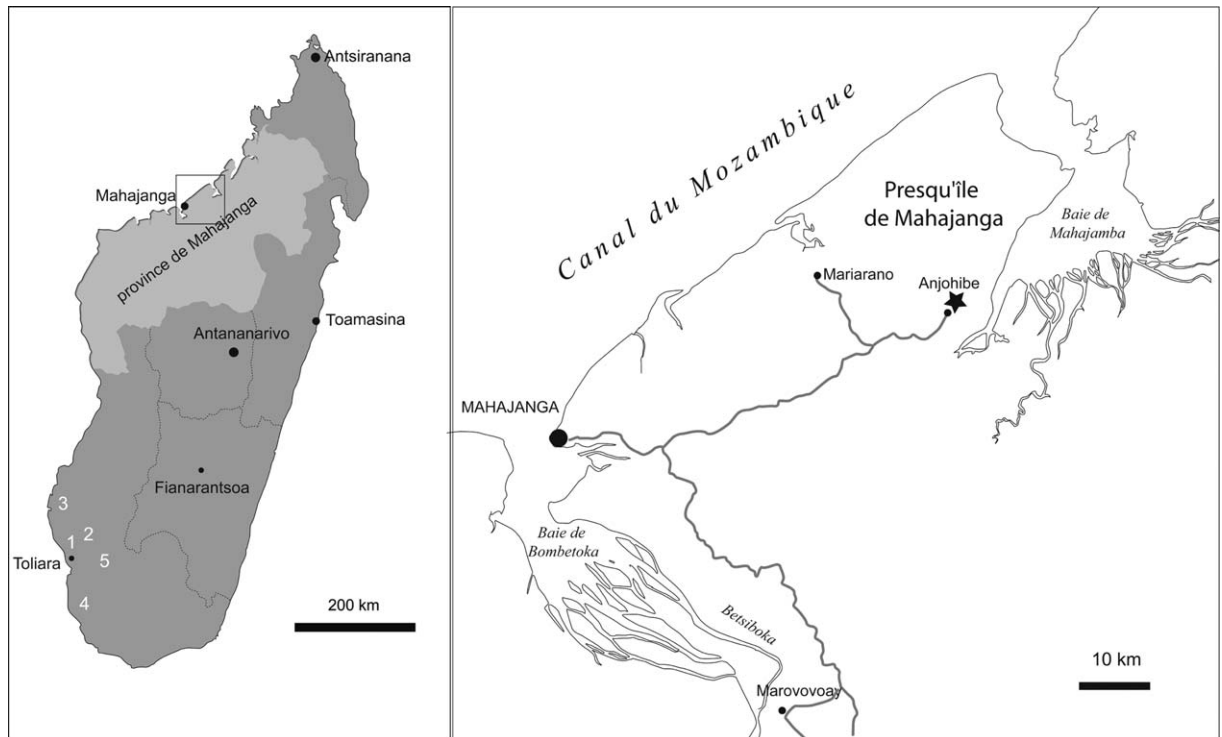 Antsiranana
Mahajanga
province de Mahajanga
Toamasina
Antananarivo
Fianarantsoa
3
2
1
5
Toliara
4
200 km
Canal du Mozambique
Presqu'île
de Mahajanga
Baie de
Mahajamba
Mariarano
Anjohibe
MAHAJANGA
Baie de
Bombetoka
Betsiboka
Marovovoay
10 km